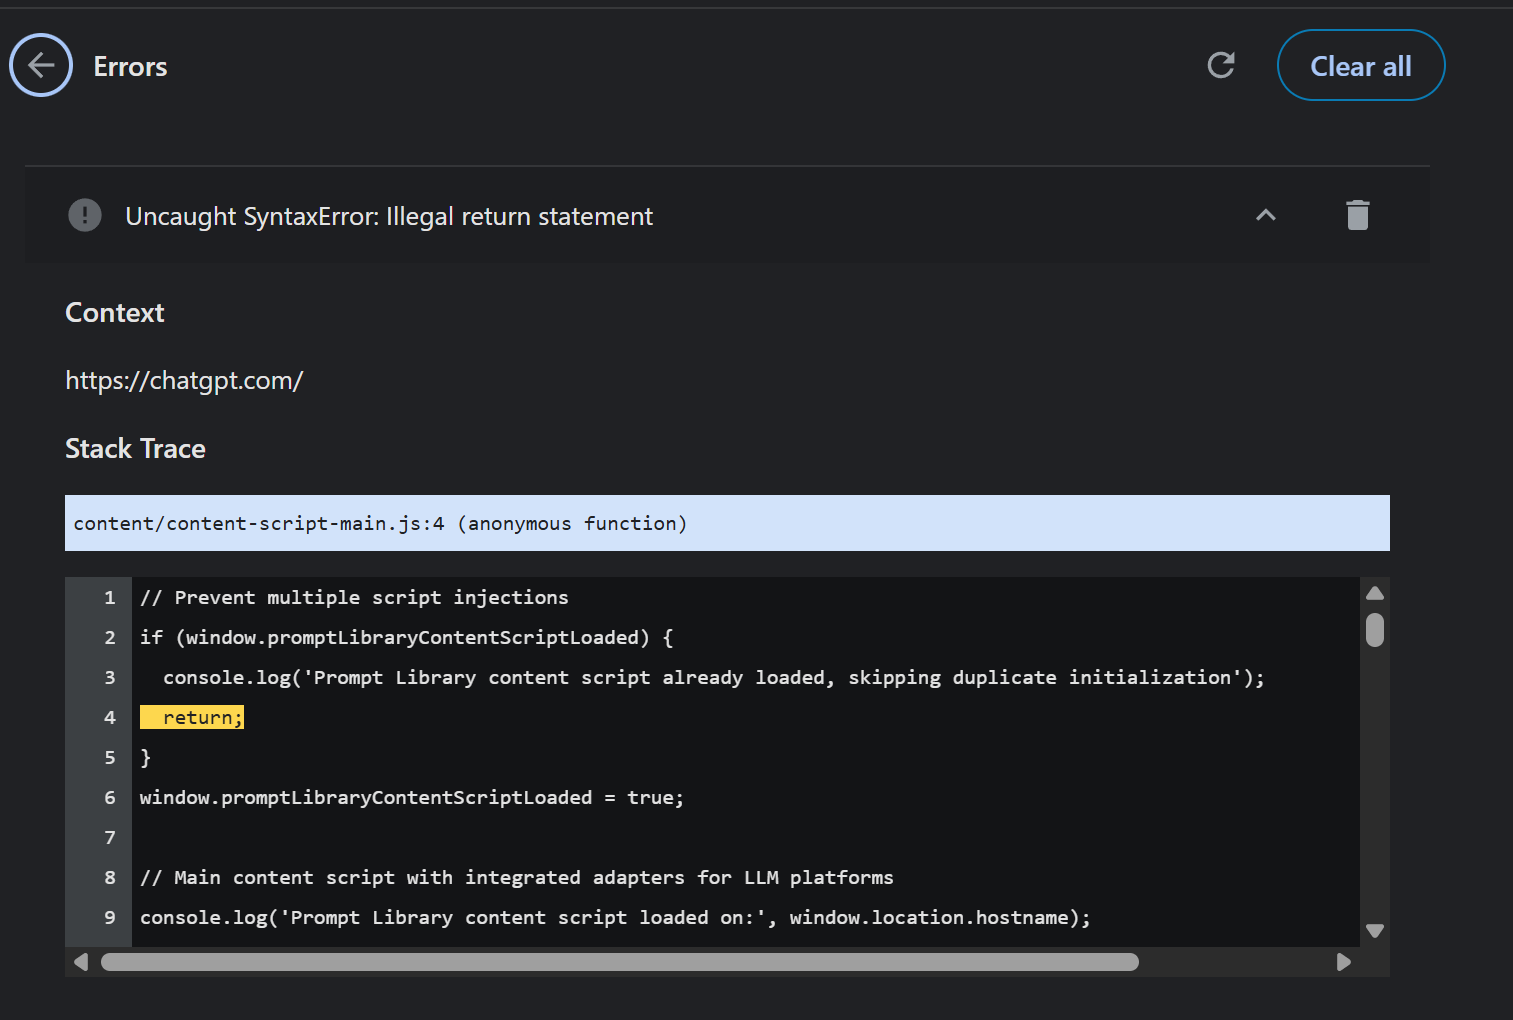 Errors
Clear all
Uncaught SyntaxError: Illegal return statement
Context
https://chatgpt.com/
Stack Trace
content/content-script-main.js:4 (anonymous function)
1 // Prevent multiple script injections
2 if (window.promptLibraryContentScriptLoaded) {
3   console.log('Prompt Library content script already loaded, skipping duplicate initialization');
4   return;
5 }
6 window.promptLibraryContentScriptLoaded = true;
7
8 // Main content script with integrated adapters for LLM platforms
9 console.log('Prompt Library content script loaded on:', window.location.hostname);